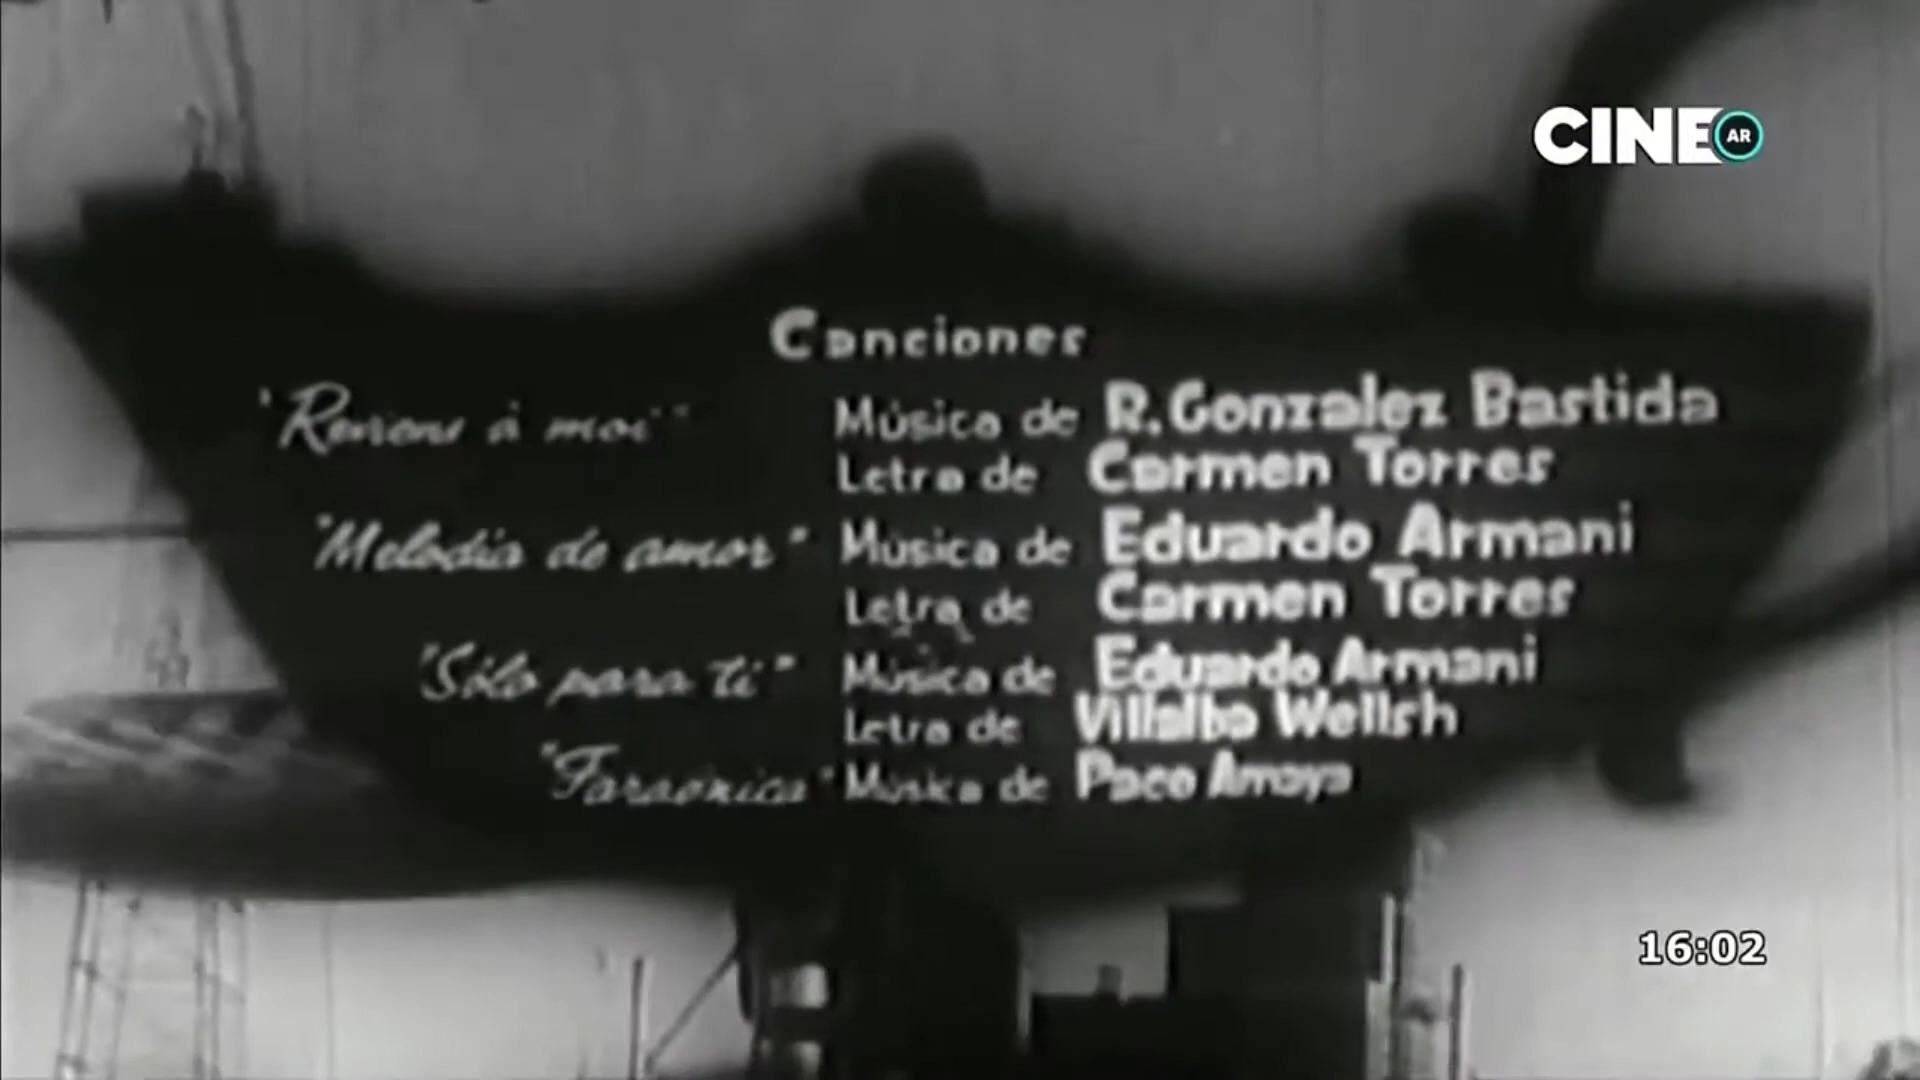 CINE AR
Canciones
"Reviens à moi" Música de R. Gonzalez Bastida
Letra de Carmen Torres
"Melodía de amor" Música de Eduardo Armani
Letra de Carmen Torres
"Sólo para ti" Música de Eduardo Armani
Letra de Villalba Wellsh
"Faraónica" Música de Paco Amaya
16:02